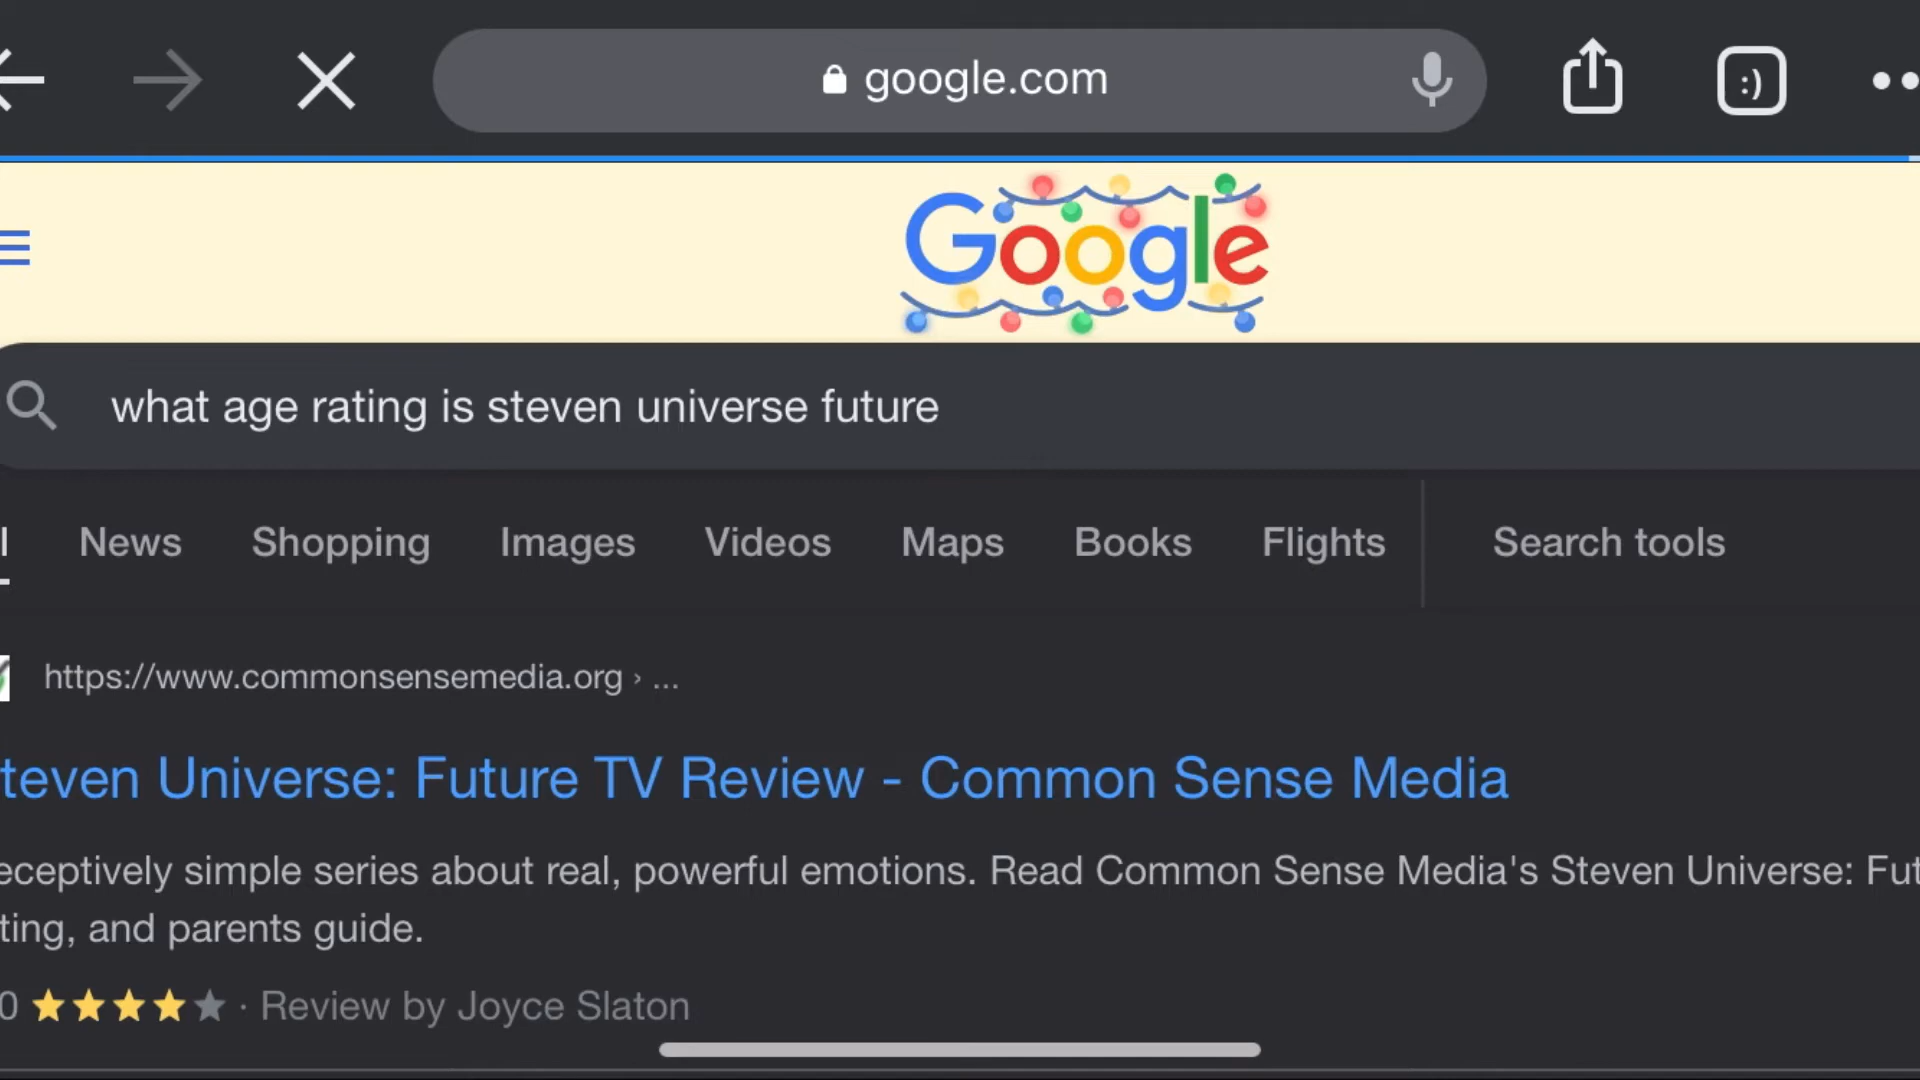 google.com
:)
Google
what age rating is steven universe future
News Shopping Images Videos Maps Books Flights Search tools
https://www.commonsensemedia.org › ...
teven Universe: Future TV Review - Common Sense Media
eceptively simple series about real, powerful emotions. Read Common Sense Media's Steven Universe: Fut
ting, and parents guide.
0 · Review by Joyce Slaton